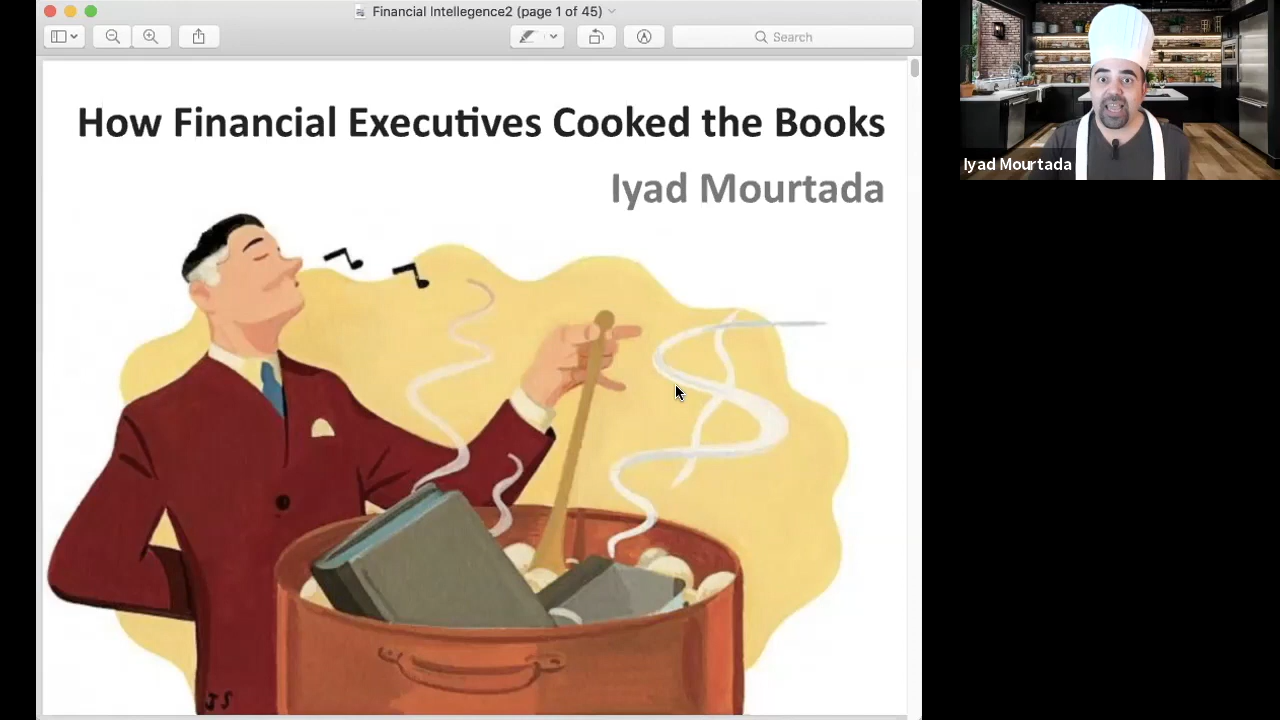 Financial Intellegence2 (page 1 of 45)
Search
How Financial Executives Cooked the Books
Iyad Mourtada
JS
Iyad Mourtada